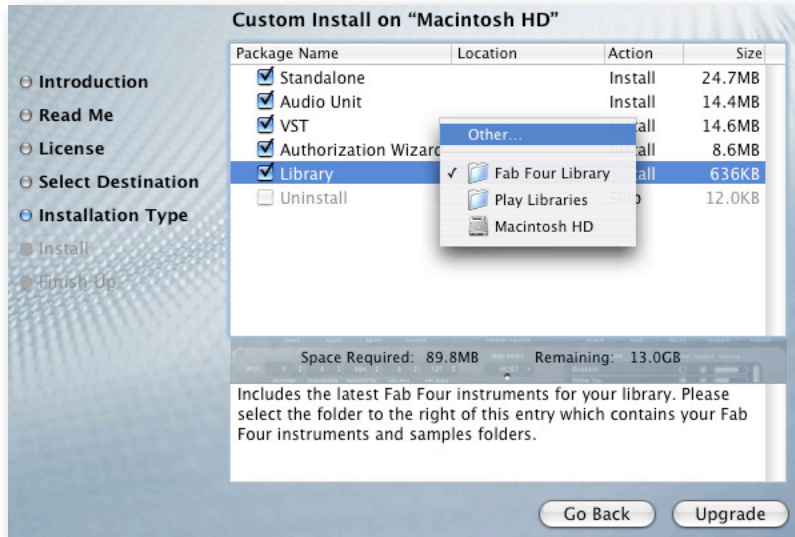 Custom Install on “Macintosh HD”
Package Name Location Action Size
Introduction
Read Me
License
Select Destination
Installation Type
Install
Finish Up
Standalone Install 24.7MB
Audio Unit Install 14.4MB
VST 14.6MB
Authorization Wizard 8.6MB
Library 636KB
Uninstall 12.0KB
Other...
✓ Fab Four Library
Play Libraries
Macintosh HD
Space Required: 89.8MB Remaining: 13.0GB
Includes the latest Fab Four instruments for your library. Please
select the folder to the right of this entry which contains your Fab
Four instruments and samples folders.
Go Back Upgrade